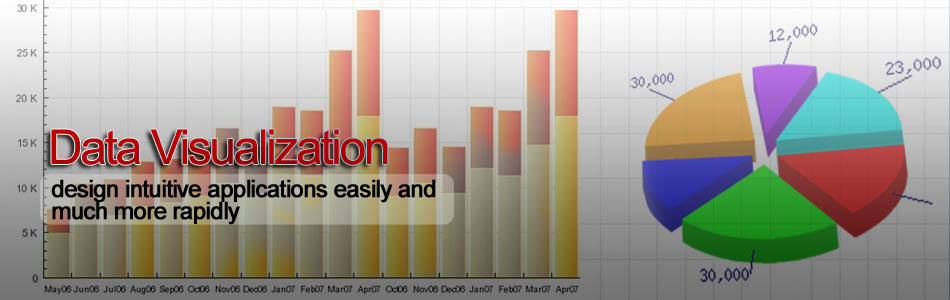 30 K
25 K
20 K
15 K
10 K
5 K
0
Data Visualization
design intuitive applications easily and
much more rapidly
May06 Jun06 Jul06 Aug06 Sep06 Oct06 Nov06 Dec06 Jan07 Feb07 Mar07 Apr07 Oct06 Nov06 Dec06 Jan07 Feb07 Mar07 Apr07
12,000
23,000
30,000
30,000